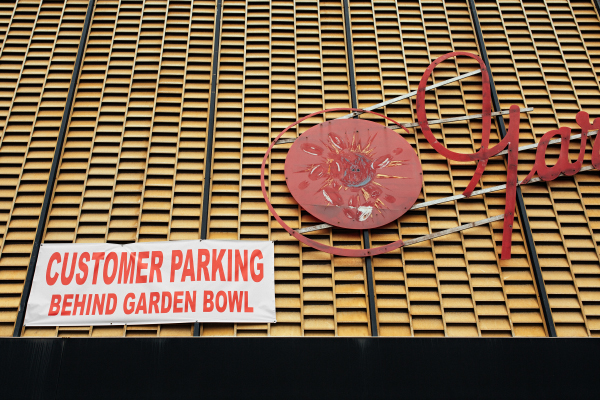 CUSTOMER PARKING
BEHIND GARDEN BOWL